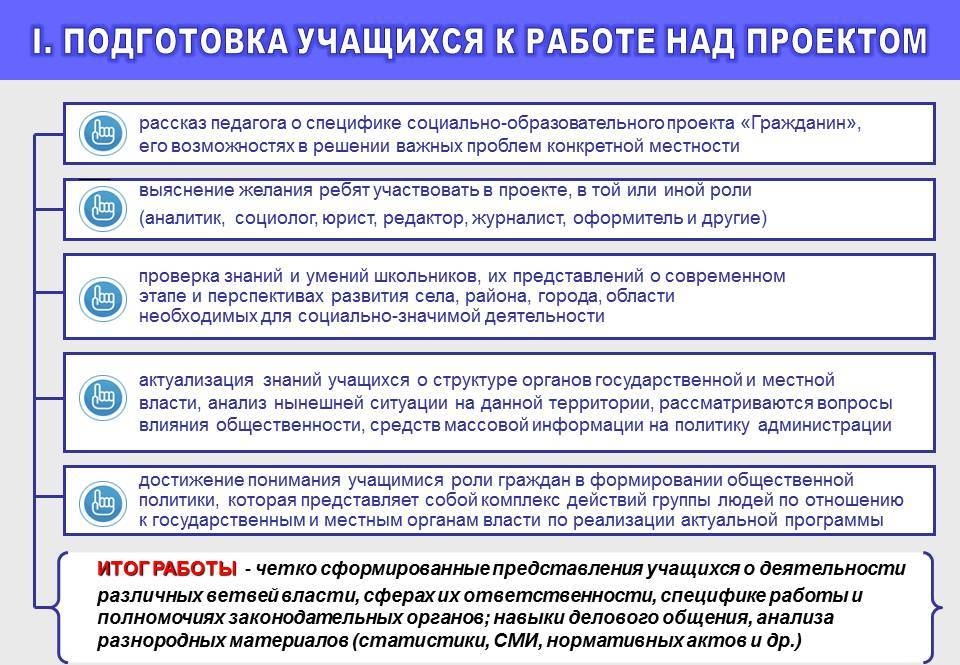 I. ПОДГОТОВКА УЧАЩИХСЯ К РАБОТЕ НАД ПРОЕКТОМ
рассказ педагога о специфике социально-образовательного проекта «Гражданин»,
его возможностях в решении важных проблем конкретной местности
выяснение желания ребят участвовать в проекте, в той или иной роли
(аналитик, социолог, юрист, редактор, журналист, оформитель и другие)
проверка знаний и умений школьников, их представлений о современном
этапе и перспективах развития села, района, города, области
необходимых для социально-значимой деятельности
актуализация знаний учащихся о структуре органов государственной и местной
власти, анализ нынешней ситуации на данной территории, рассматриваются вопросы
влияния общественности, средств массовой информации на политику администрации
достижение понимания учащимися роли граждан в формировании общественной
политики, которая представляет собой комплекс действий группы людей по отношению
к государственным и местным органам власти по реализации актуальной программы
ИТОГ РАБОТЫ - четко сформированные представления учащихся о деятельности
различных ветвей власти, сферах их ответственности, специфике работы и
полномочиях законодательных органов; навыки делового общения, анализа
разнородных материалов (статистики, СМИ, нормативных актов и др.)